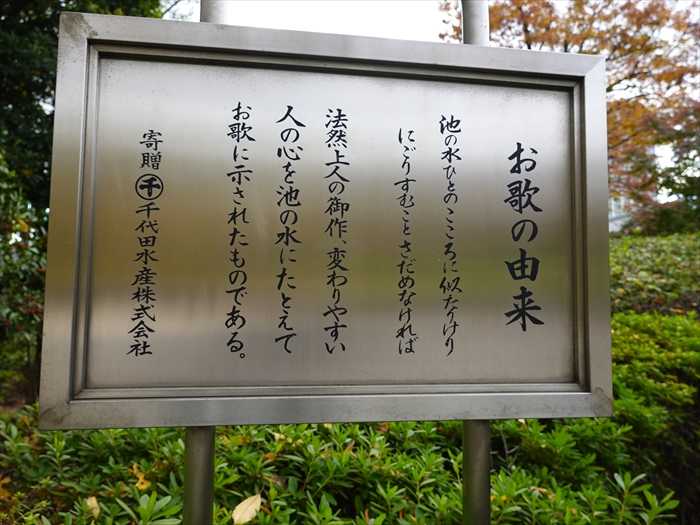 お歌の由来
池の水ひとのこころに似たりけり
にごりすむことさだめなければ
法然上人の御作、変わりやすい
人の心を池の水にたとえて
お歌に示されたものである。
寄贈 ㊉千代田水産株式会社